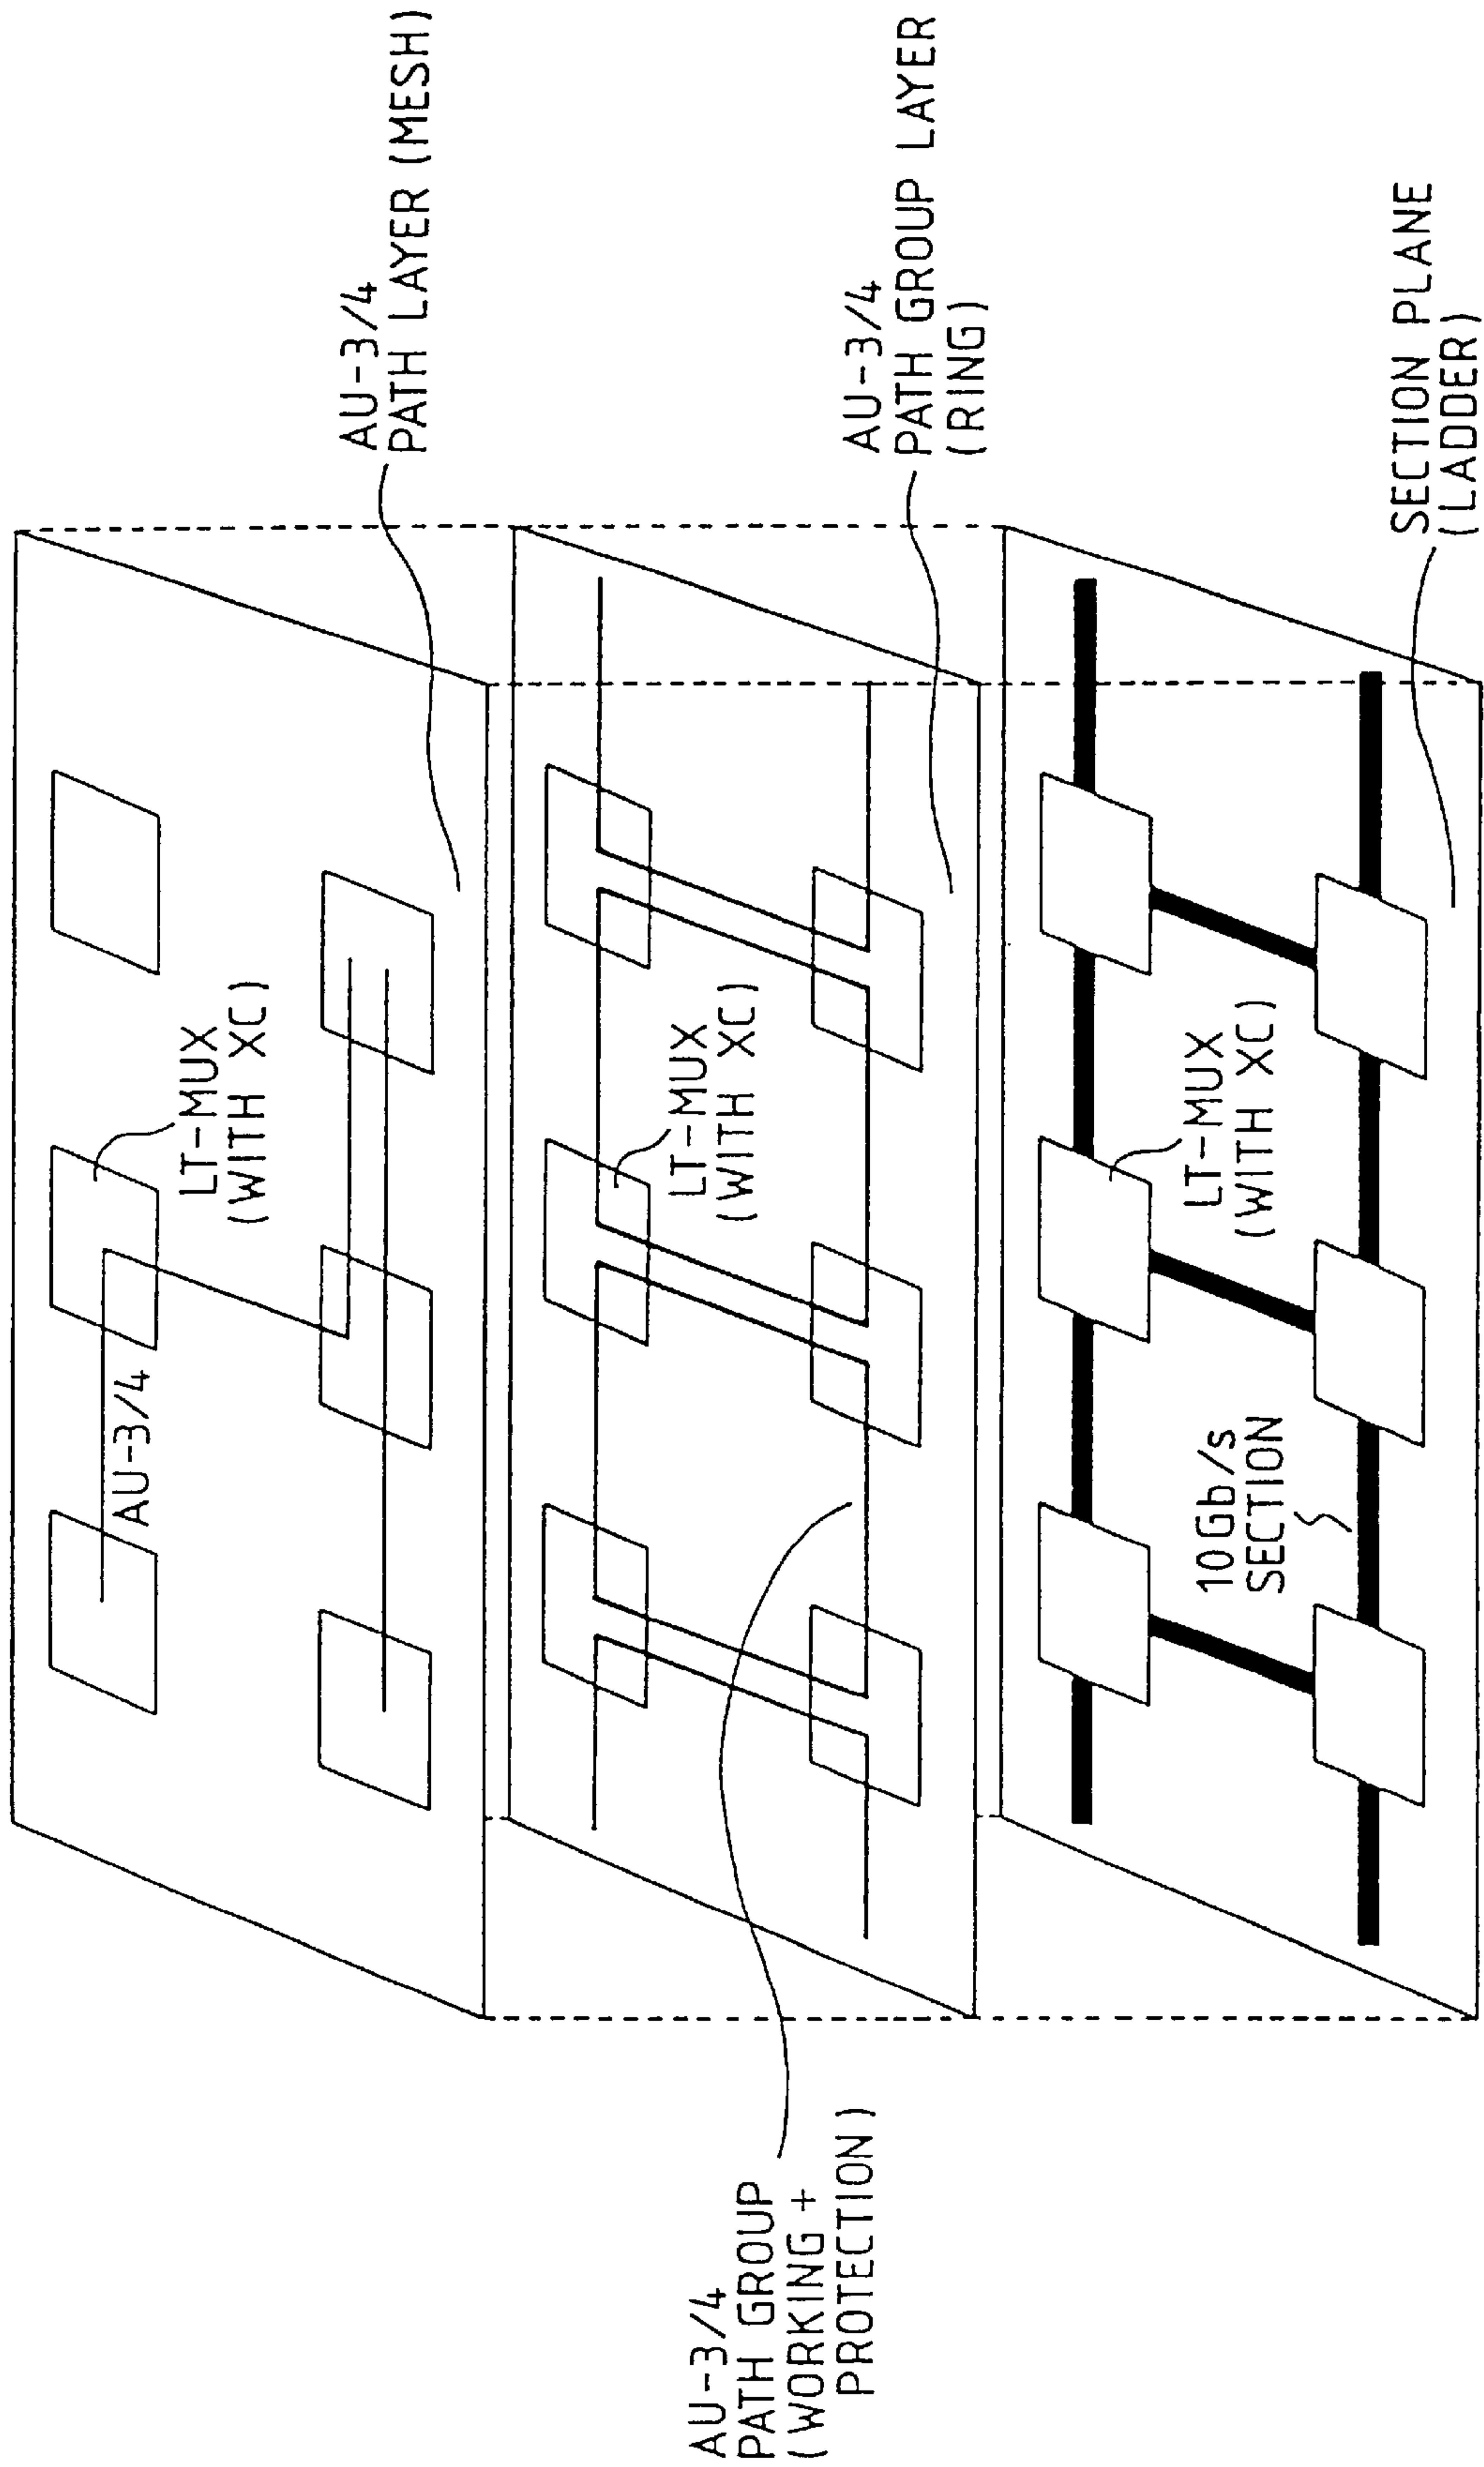 AU-3/4
PATH LAYER (MESH)
LT-MUX
(WITH XC)
AU-3/4
AU-3/4
PATH GROUP LAYER
(RING)
LT-MUX
(WITH XC)
AU-3/4
PATH GROUP
(WORKING +
PROTECTION)
SECTION PLANE
(LADDER)
LT-MUX
(WITH XC)
10Gb/s
SECTION